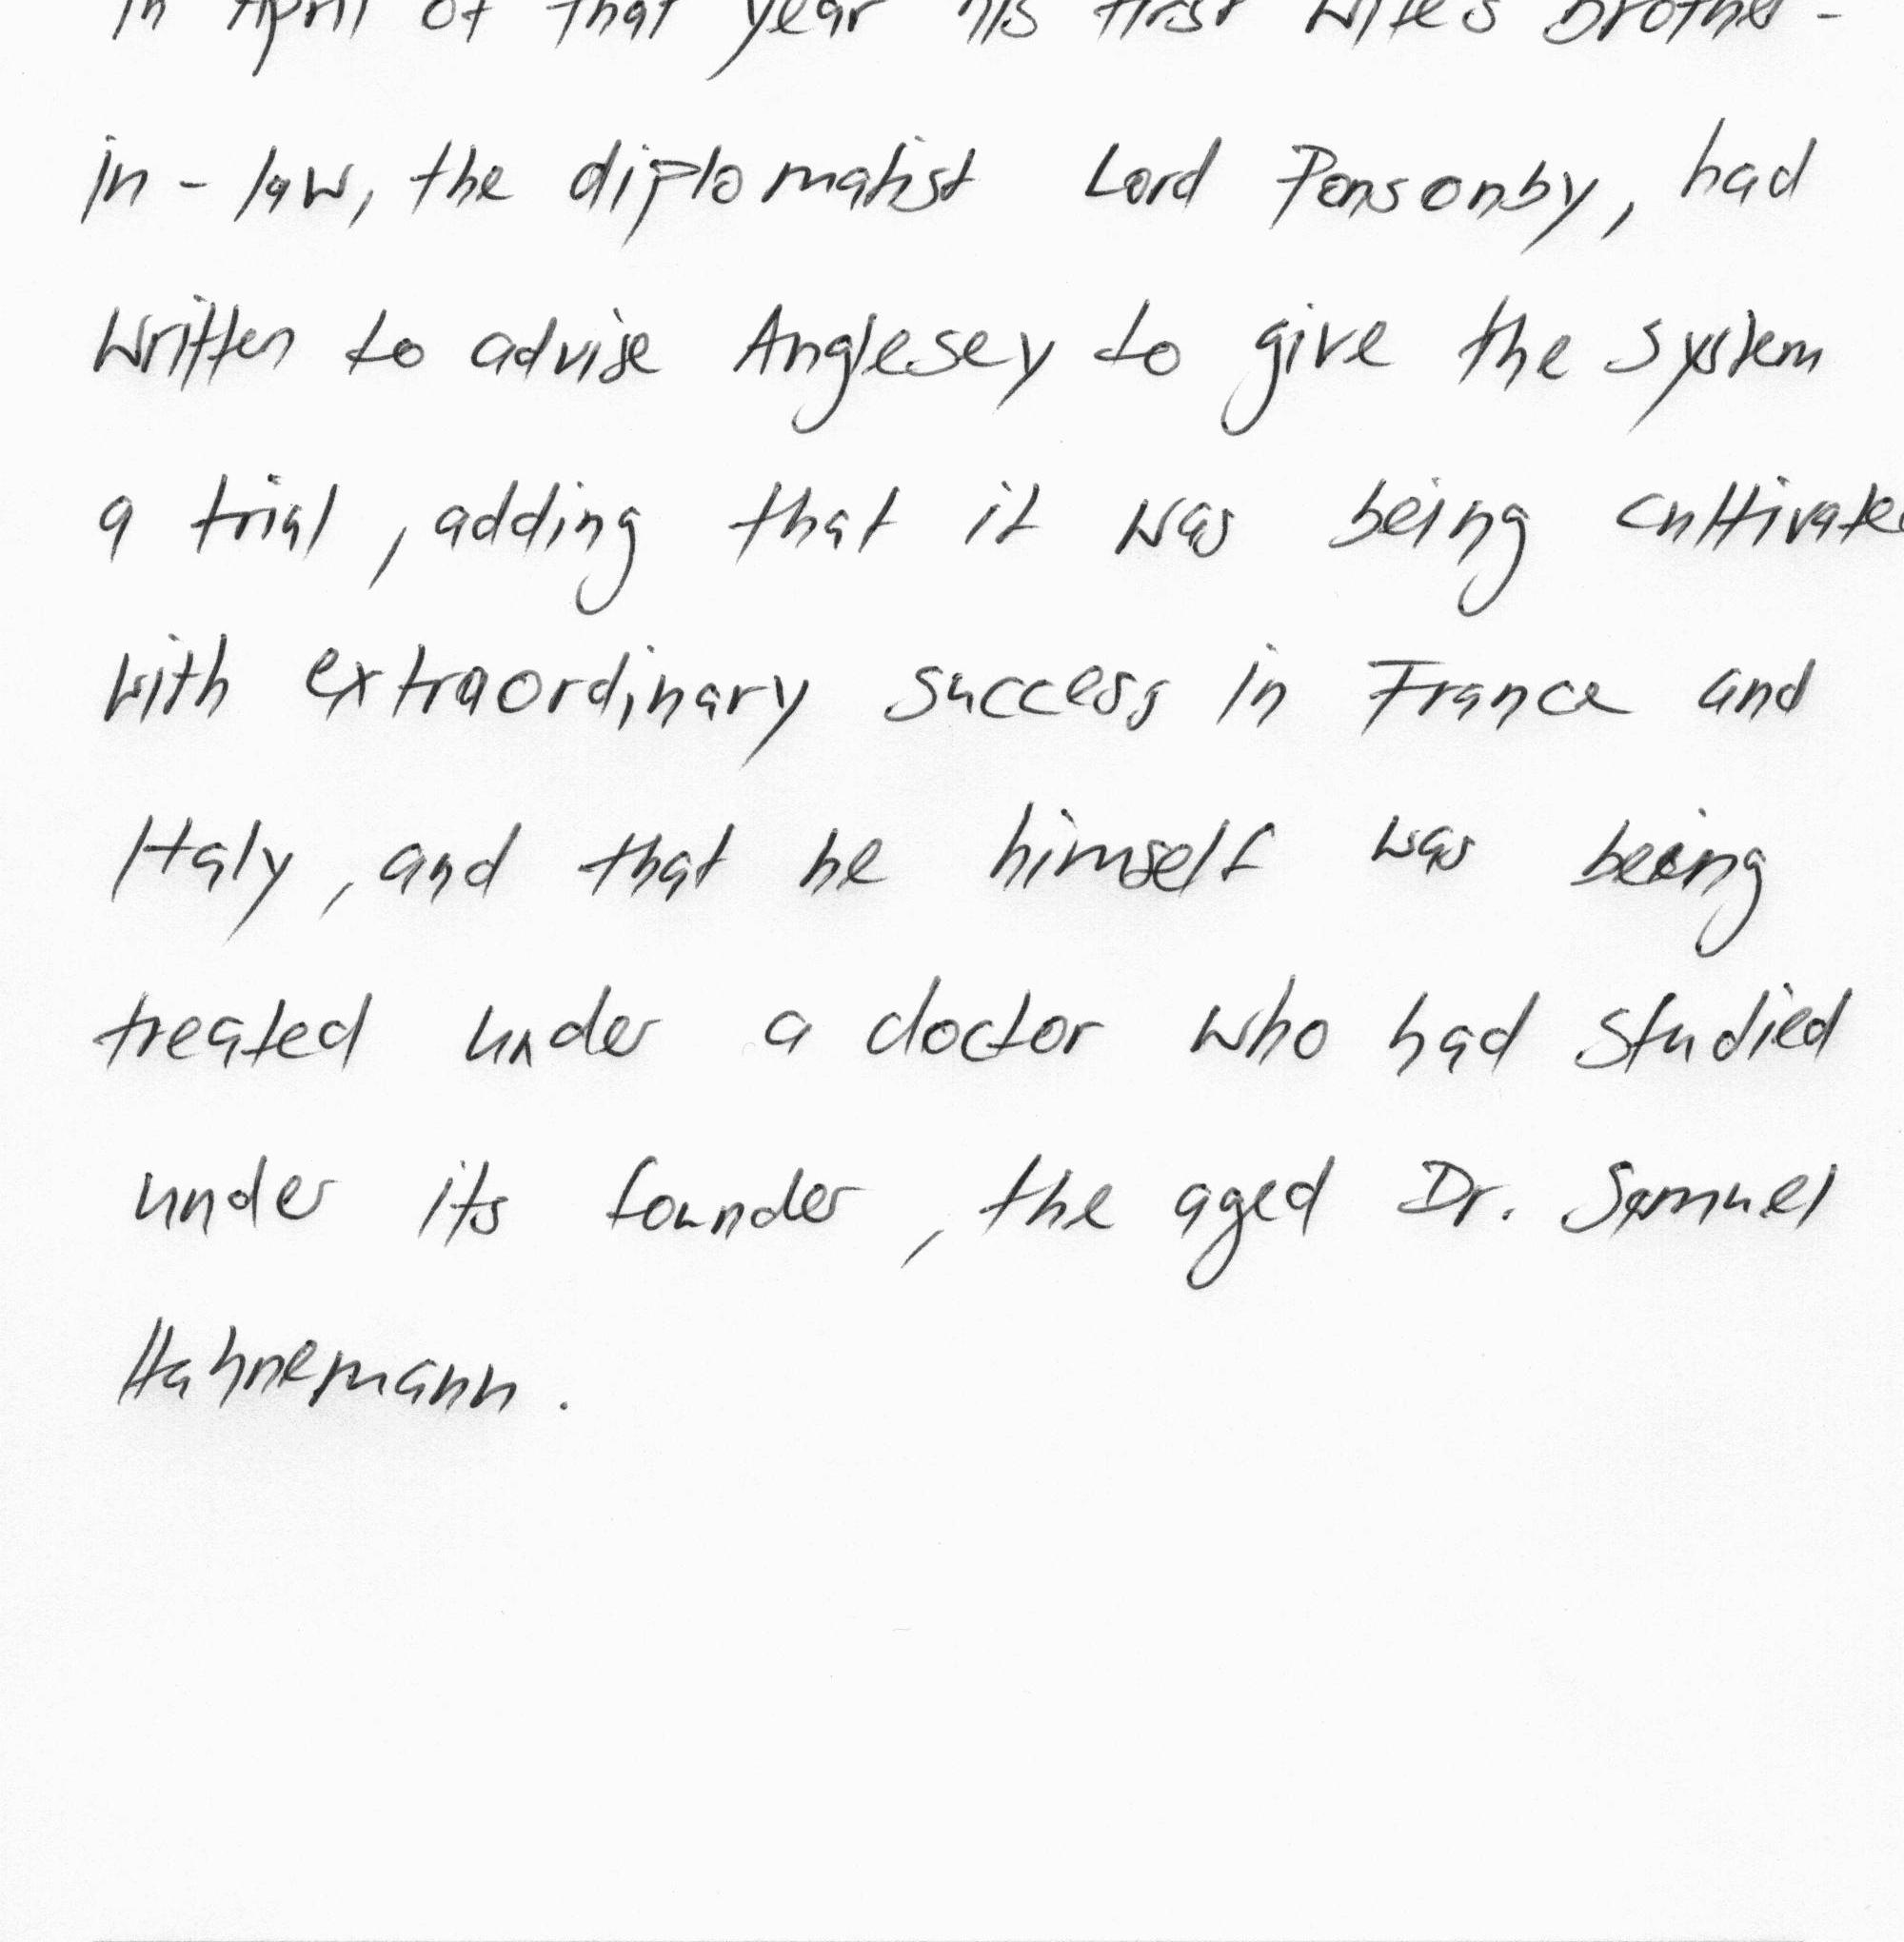 in April of that year his first wife's brother-
in-law, the diplomatist Lord Ponsonby, had
written to advise Anglesey to give the system
a trial, adding that it was being cultivated
with extraordinary success in France and
Italy, and that he himself was being
treated under a doctor who had studied
under its founder, the aged Dr. Samuel
Hahnemann.